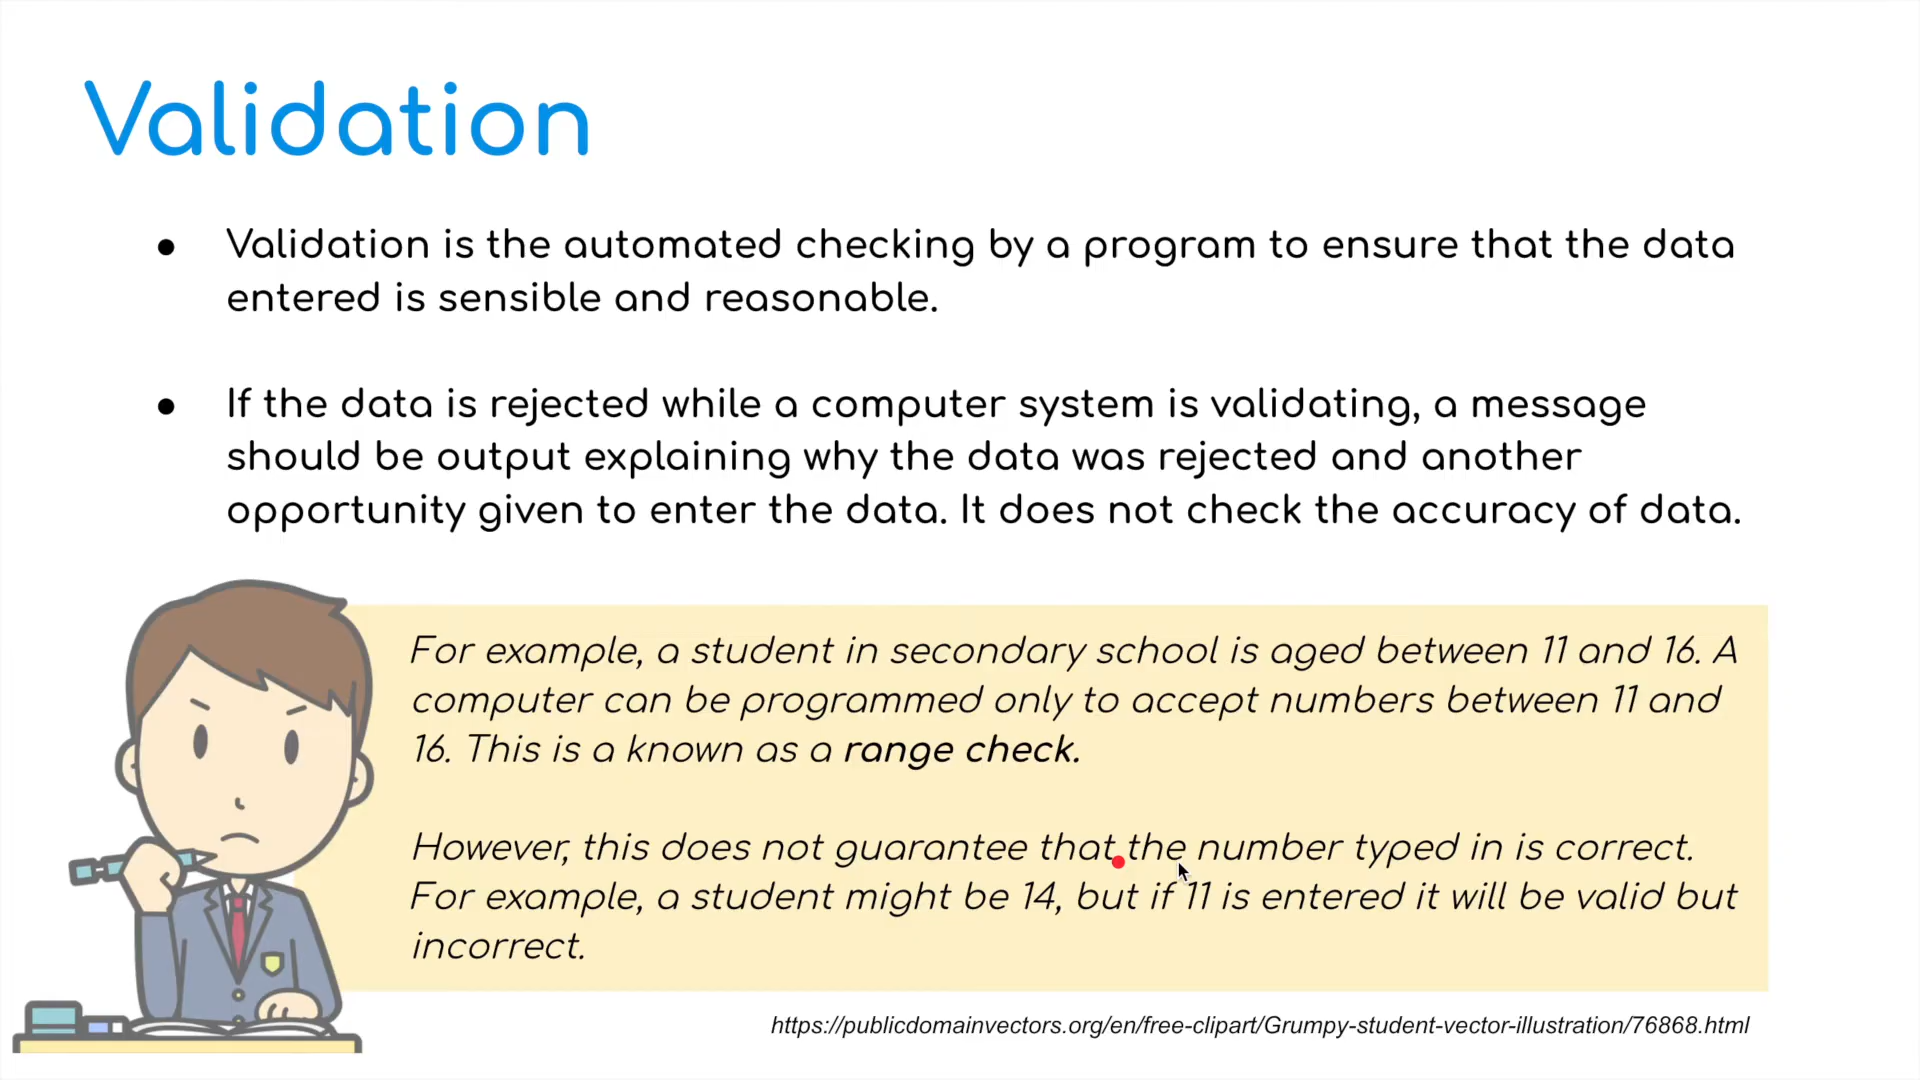 Validation
● Validation is the automated checking by a program to ensure that the data
entered is sensible and reasonable.
● If the data is rejected while a computer system is validating, a message
should be output explaining why the data was rejected and another
opportunity given to enter the data. It does not check the accuracy of data.
For example, a student in secondary school is aged between 11 and 16. A
computer can be programmed only to accept numbers between 11 and
16. This is a known as a range check.
However, this does not guarantee that the number typed in is correct.
For example, a student might be 14, but if 11 is entered it will be valid but
incorrect.
https://publicdomainvectors.org/en/free-clipart/Grumpy-student-vector-illustration/76868.html